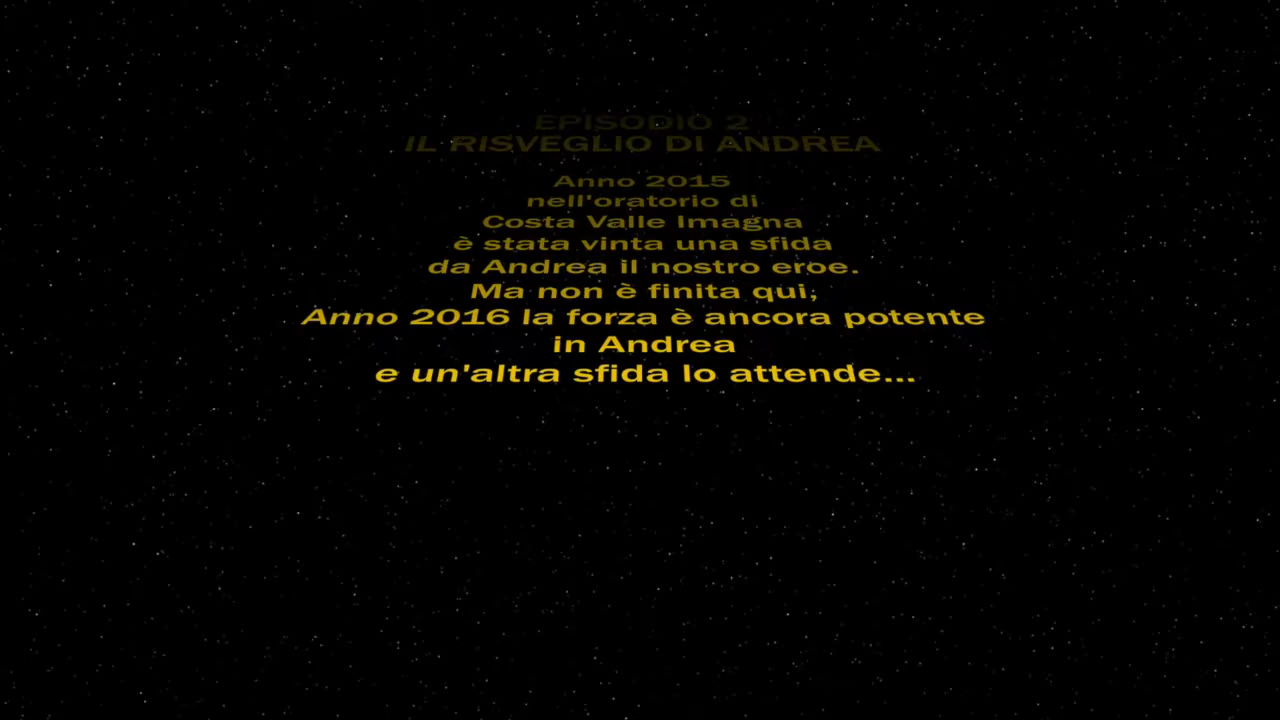 EPISODIO 2
IL RISVEGLIO DI ANDREA
Anno 2015
nell'oratorio di
Costa Valle Imagna
è stata vinta una sfida
da Andrea il nostro eroe.
Ma non è finita qui,
Anno 2016 la forza è ancora potente
in Andrea
e un'altra sfida lo attende...